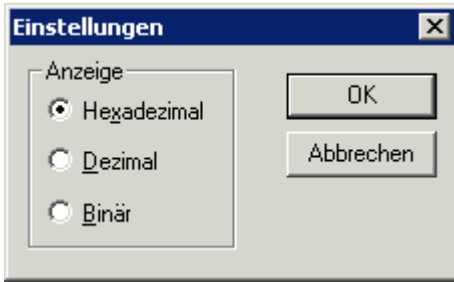 Einstellungen
Anzeige
Hexadezimal
Dezimal
Binär
OK
Abbrechen